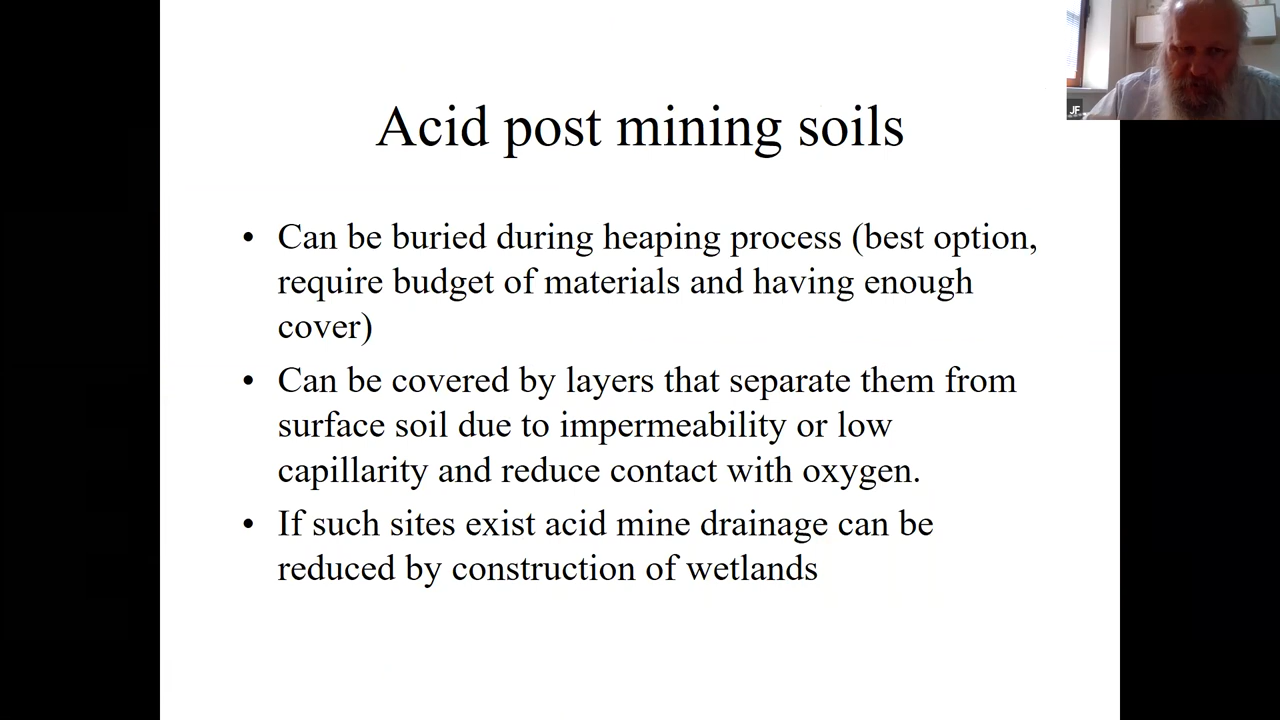 Acid post mining soils
• Can be buried during heaping process (best option,
require budget of materials and having enough
cover)
• Can be covered by layers that separate them from
surface soil due to impermeability or low
capillarity and reduce contact with oxygen.
• If such sites exist acid mine drainage can be
reduced by construction of wetlands
JF